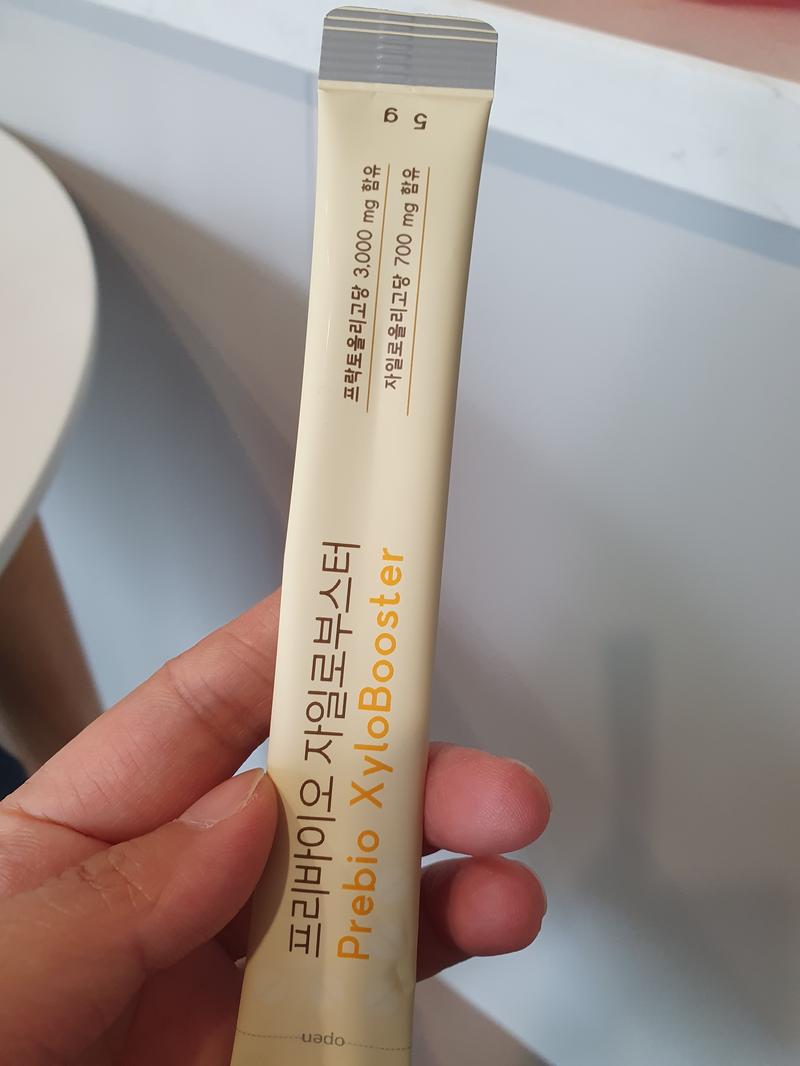 프리바이오 자일로부스터
Prebio XyloBooster
프락토올리고당 3,000 mg 함유
자일로올리고당 700 mg 함유
5 g
open